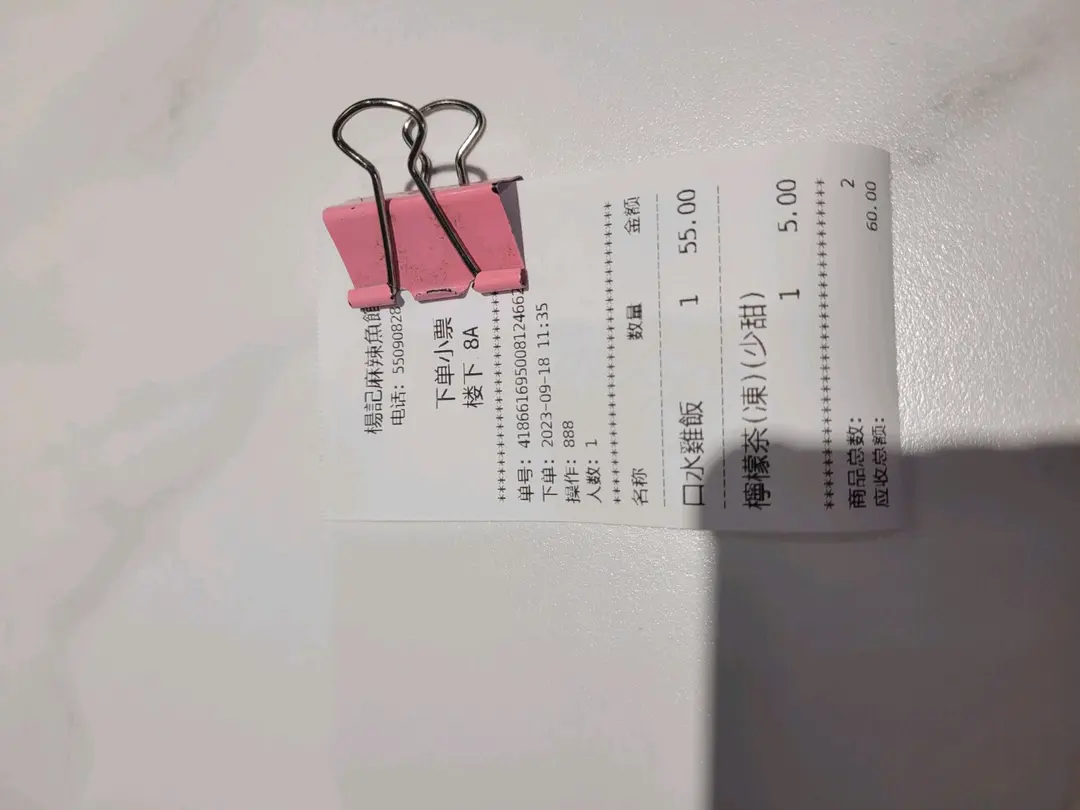 楊記麻辣魚館
电话: 55090828
下单小票
楼下 8A
********************************
单号: 41866169500812466２
下单: 2023-09-18 11:35
操作: 888
人数: 1
********************************
名称 数量 金额
--------------------------------
口水雞飯 1 55.00
--------------------------------
檸檬茶(凍)(少甜)
1 5.00
********************************
商品总数: 2
应收总额: 60.00